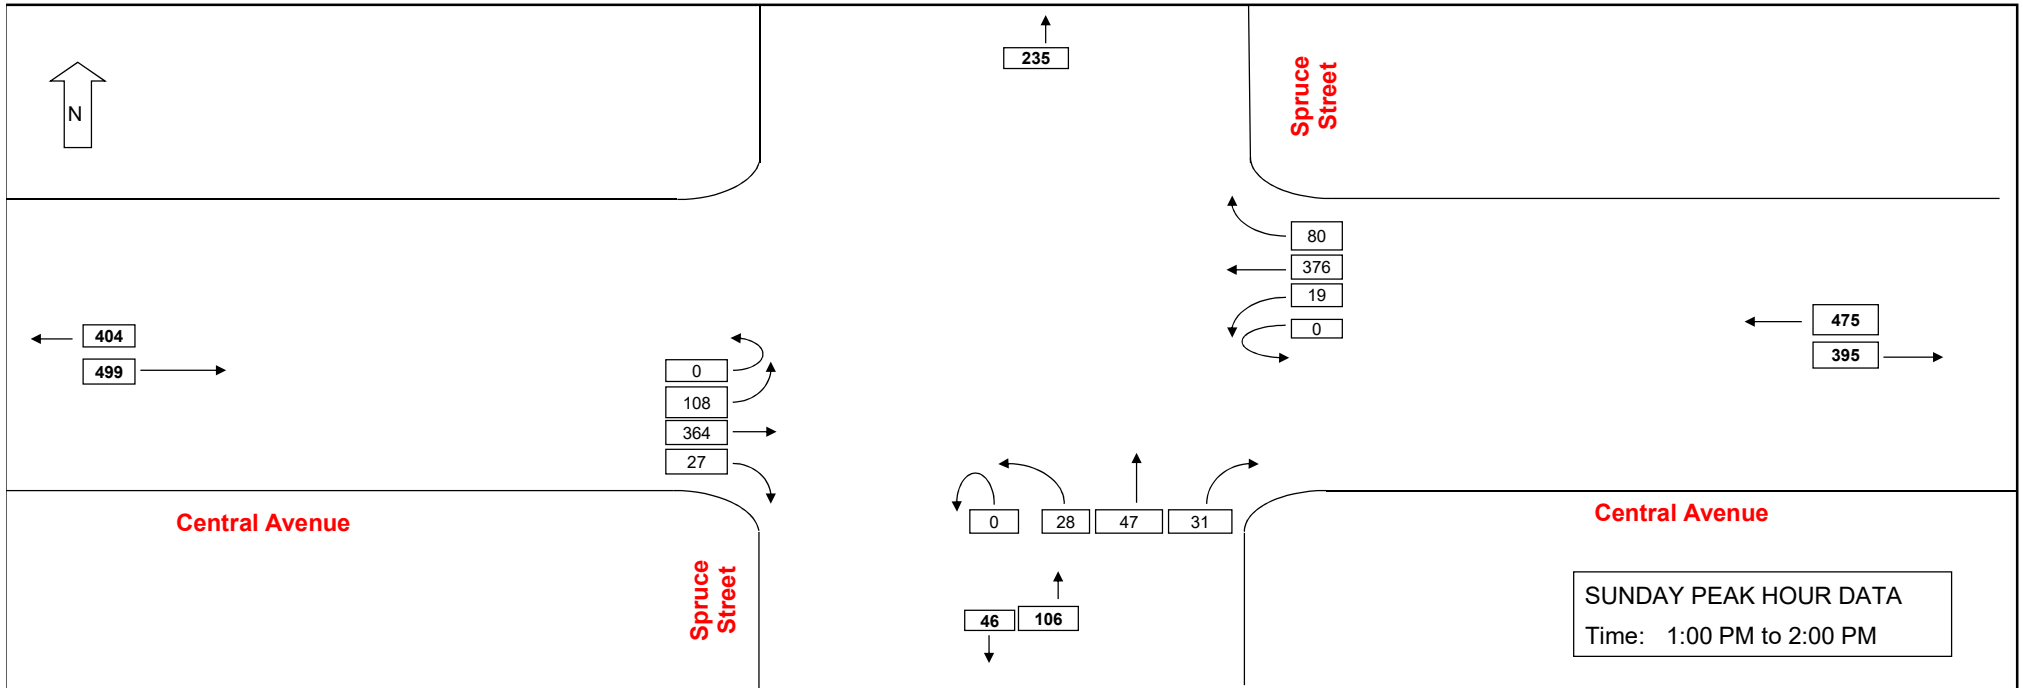 235
Spruce
Street
N
80
376
19
0
404
499
475
395
0
108
364
27
0 28 47 31
Central Avenue
Central Avenue
Spruce
Street
46 106
SUNDAY PEAK HOUR DATA
Time: 1:00 PM to 2:00 PM